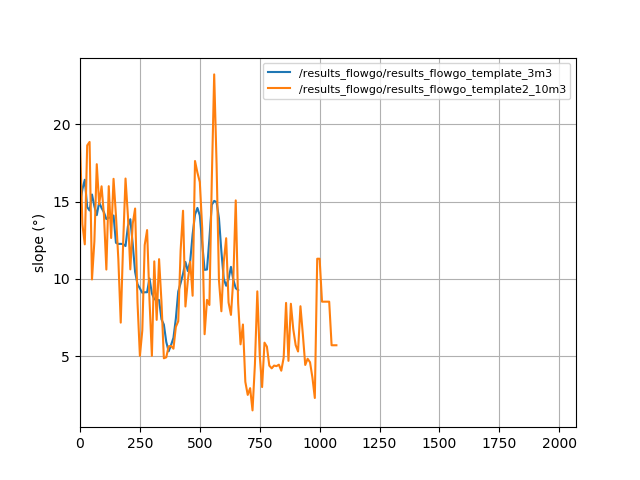 /results_flowgo/results_flowgo_template_3m3
/results_flowgo/results_flowgo_template2_10m3
slope (°)
20
15
10
5
0 250 500 750 1000 1250 1500 1750 2000